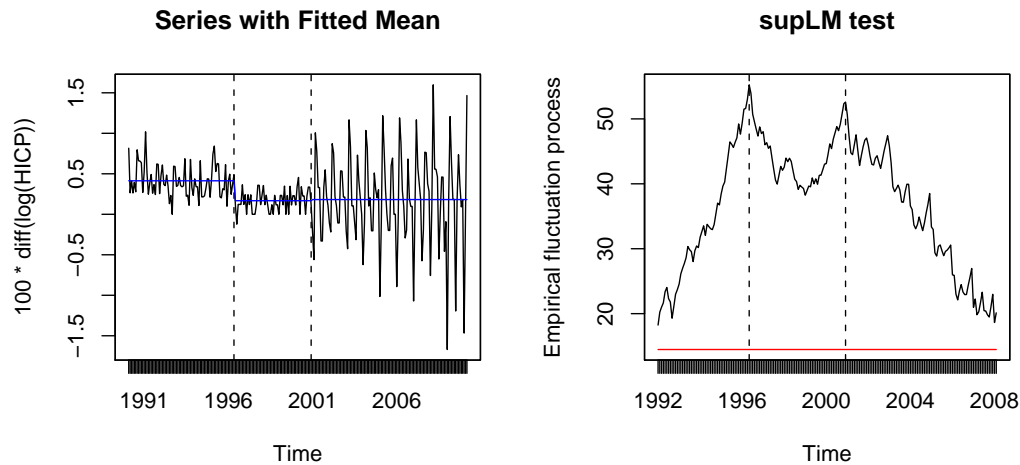 Series with Fitted Mean
100 * diff(log(HICP))
1.5
0.5
−0.5
−1.5
1991 1996 2001 2006
Time
supLM test
Empirical fluctuation process
50
40
30
20
1992 1996 2000 2004 2008
Time